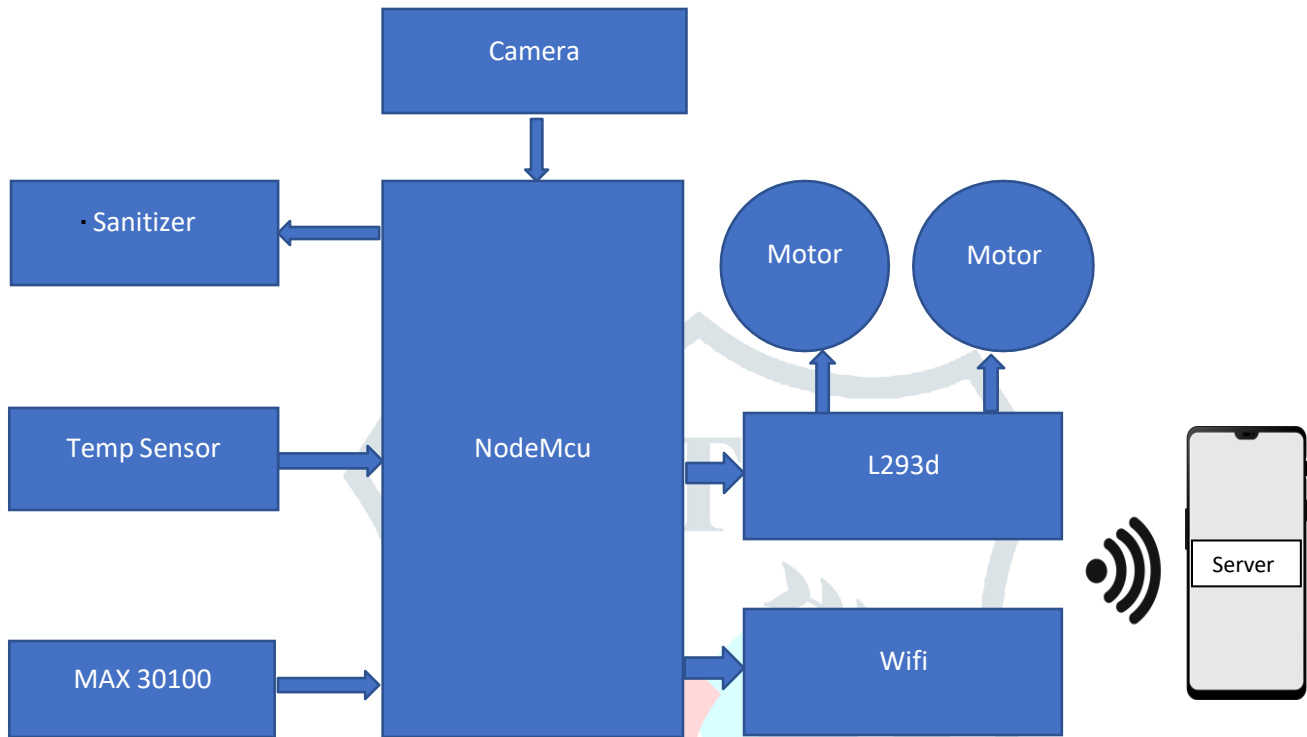 Camera
· Sanitizer
Motor
Motor
Temp Sensor
NodeMcu
L293d
Server
MAX 30100
Wifi